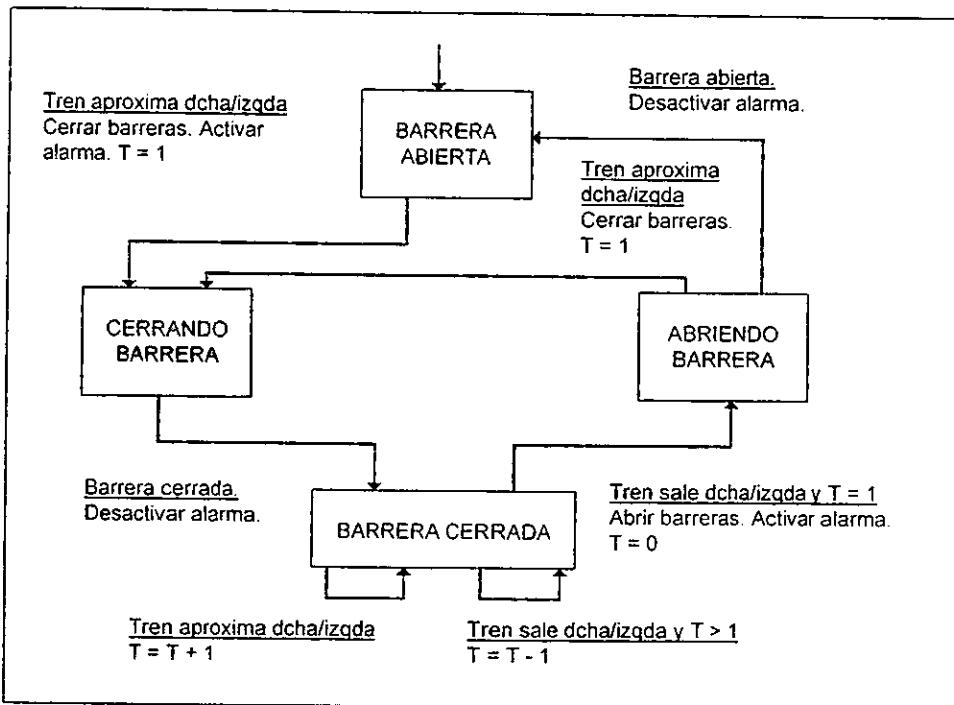 Tren aproxima dcha/izqda
Cerrar barreras. Activar
alarma. T = 1
BARRERA
ABIERTA
Barrera abierta.
Desactivar alarma.
Tren aproxima
dcha/izqda
Cerrar barreras.
T = 1
CERRANDO
BARRERA
ABRIENDO
BARRERA
Barrera cerrada.
Desactivar alarma.
BARRERA CERRADA
Tren sale dcha/izqda y T = 1
Abrir barreras. Activar alarma.
T = 0
Tren aproxima dcha/izqda
T = T + 1
Tren sale dcha/izqda y T > 1
T = T - 1